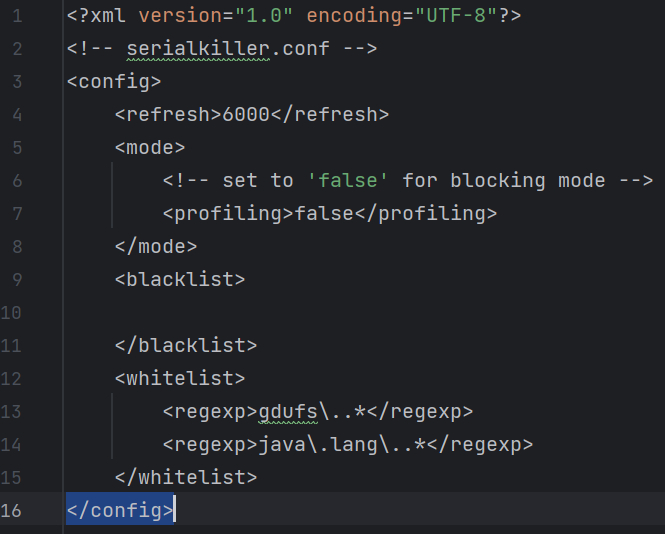 1 <?xml version="1.0" encoding="UTF-8"?>
2 <!-- serialkiller.conf -->
3 <config>
4     <refresh>6000</refresh>
5     <mode>
6         <!-- set to 'false' for blocking mode -->
7         <profiling>false</profiling>
8     </mode>
9     <blacklist>
10
11     </blacklist>
12     <whitelist>
13         <regexp>gdufs\..*</regexp>
14         <regexp>java\.lang\..*</regexp>
15     </whitelist>
16 </config>